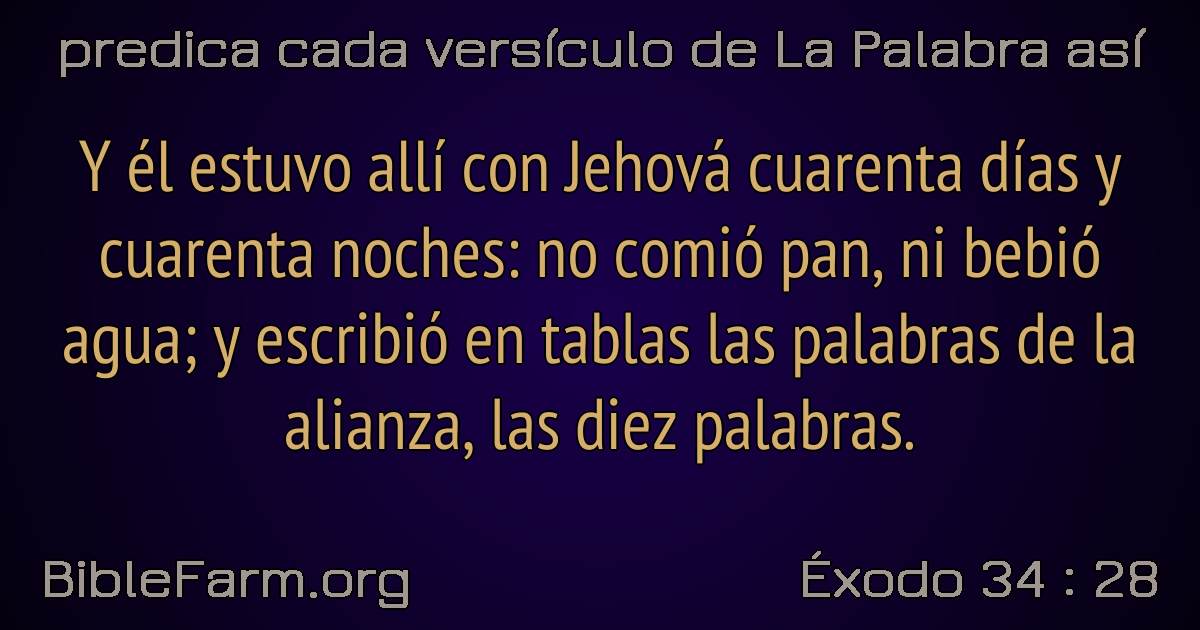 predica cada versículo de La Palabra así
Y él estuvo allí con Jehová cuarenta días y
cuarenta noches: no comió pan, ni bebió
agua; y escribió en tablas las palabras de la
alianza, las diez palabras.
BibleFarm.org
Éxodo 34 : 28